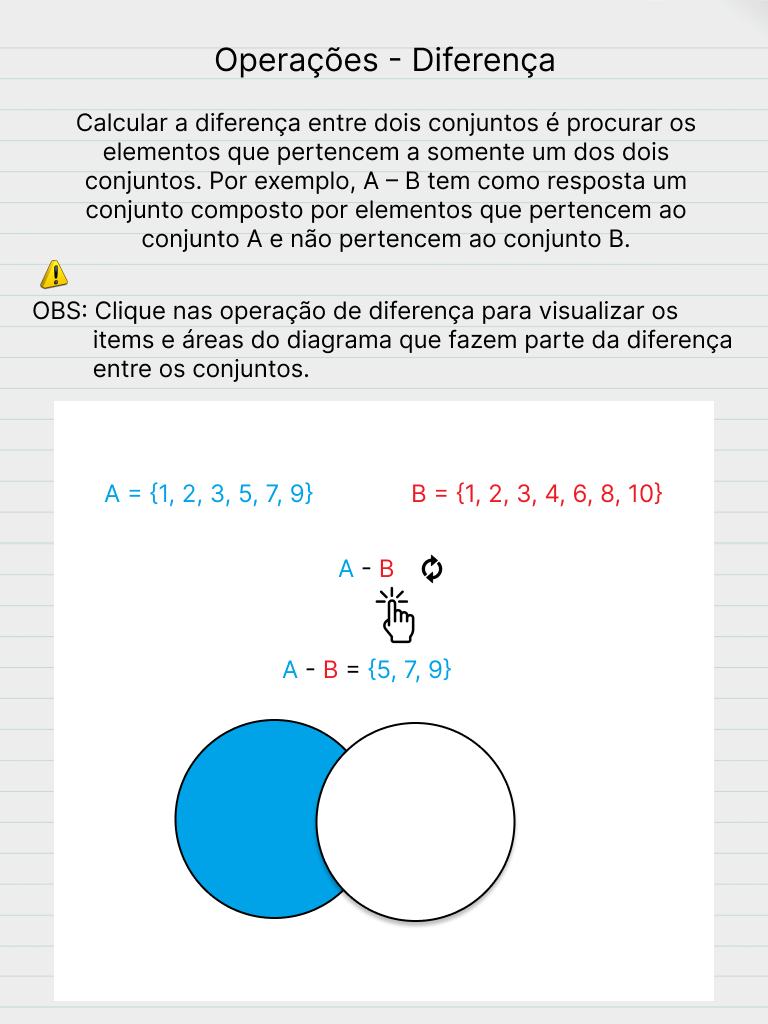 Operações - Diferença
Calcular a diferença entre dois conjuntos é procurar os
elementos que pertencem a somente um dos dois
conjuntos. Por exemplo, A – B tem como resposta um
conjunto composto por elementos que pertencem ao
conjunto A e não pertencem ao conjunto B.
OBS: Clique nas operação de diferença para visualizar os
items e áreas do diagrama que fazem parte da diferença
entre os conjuntos.
A = {1, 2, 3, 5, 7, 9} B = {1, 2, 3, 4, 6, 8, 10}
A - B
A - B = {5, 7, 9}